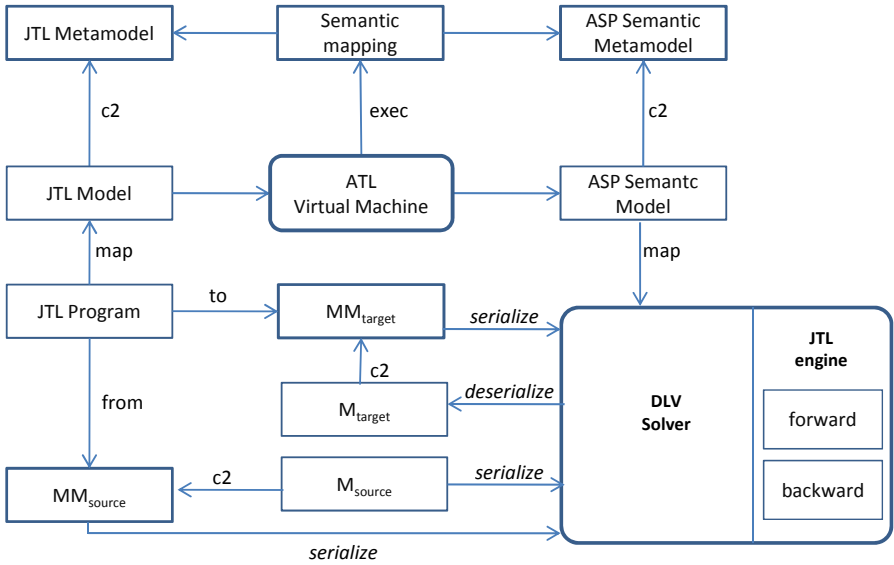 JTL Metamodel
Semantic
mapping
ASP Semantic
Metamodel
c2
exec
c2
JTL Model
ATL
Virtual Machine
ASP Semantc
Model
map
map
JTL Program
to
MMtarget
serialize
JTL
engine
c2
deserialize
DLV
Solver
from
Mtarget
forward
MMsource
c2
Msource
serialize
backward
serialize